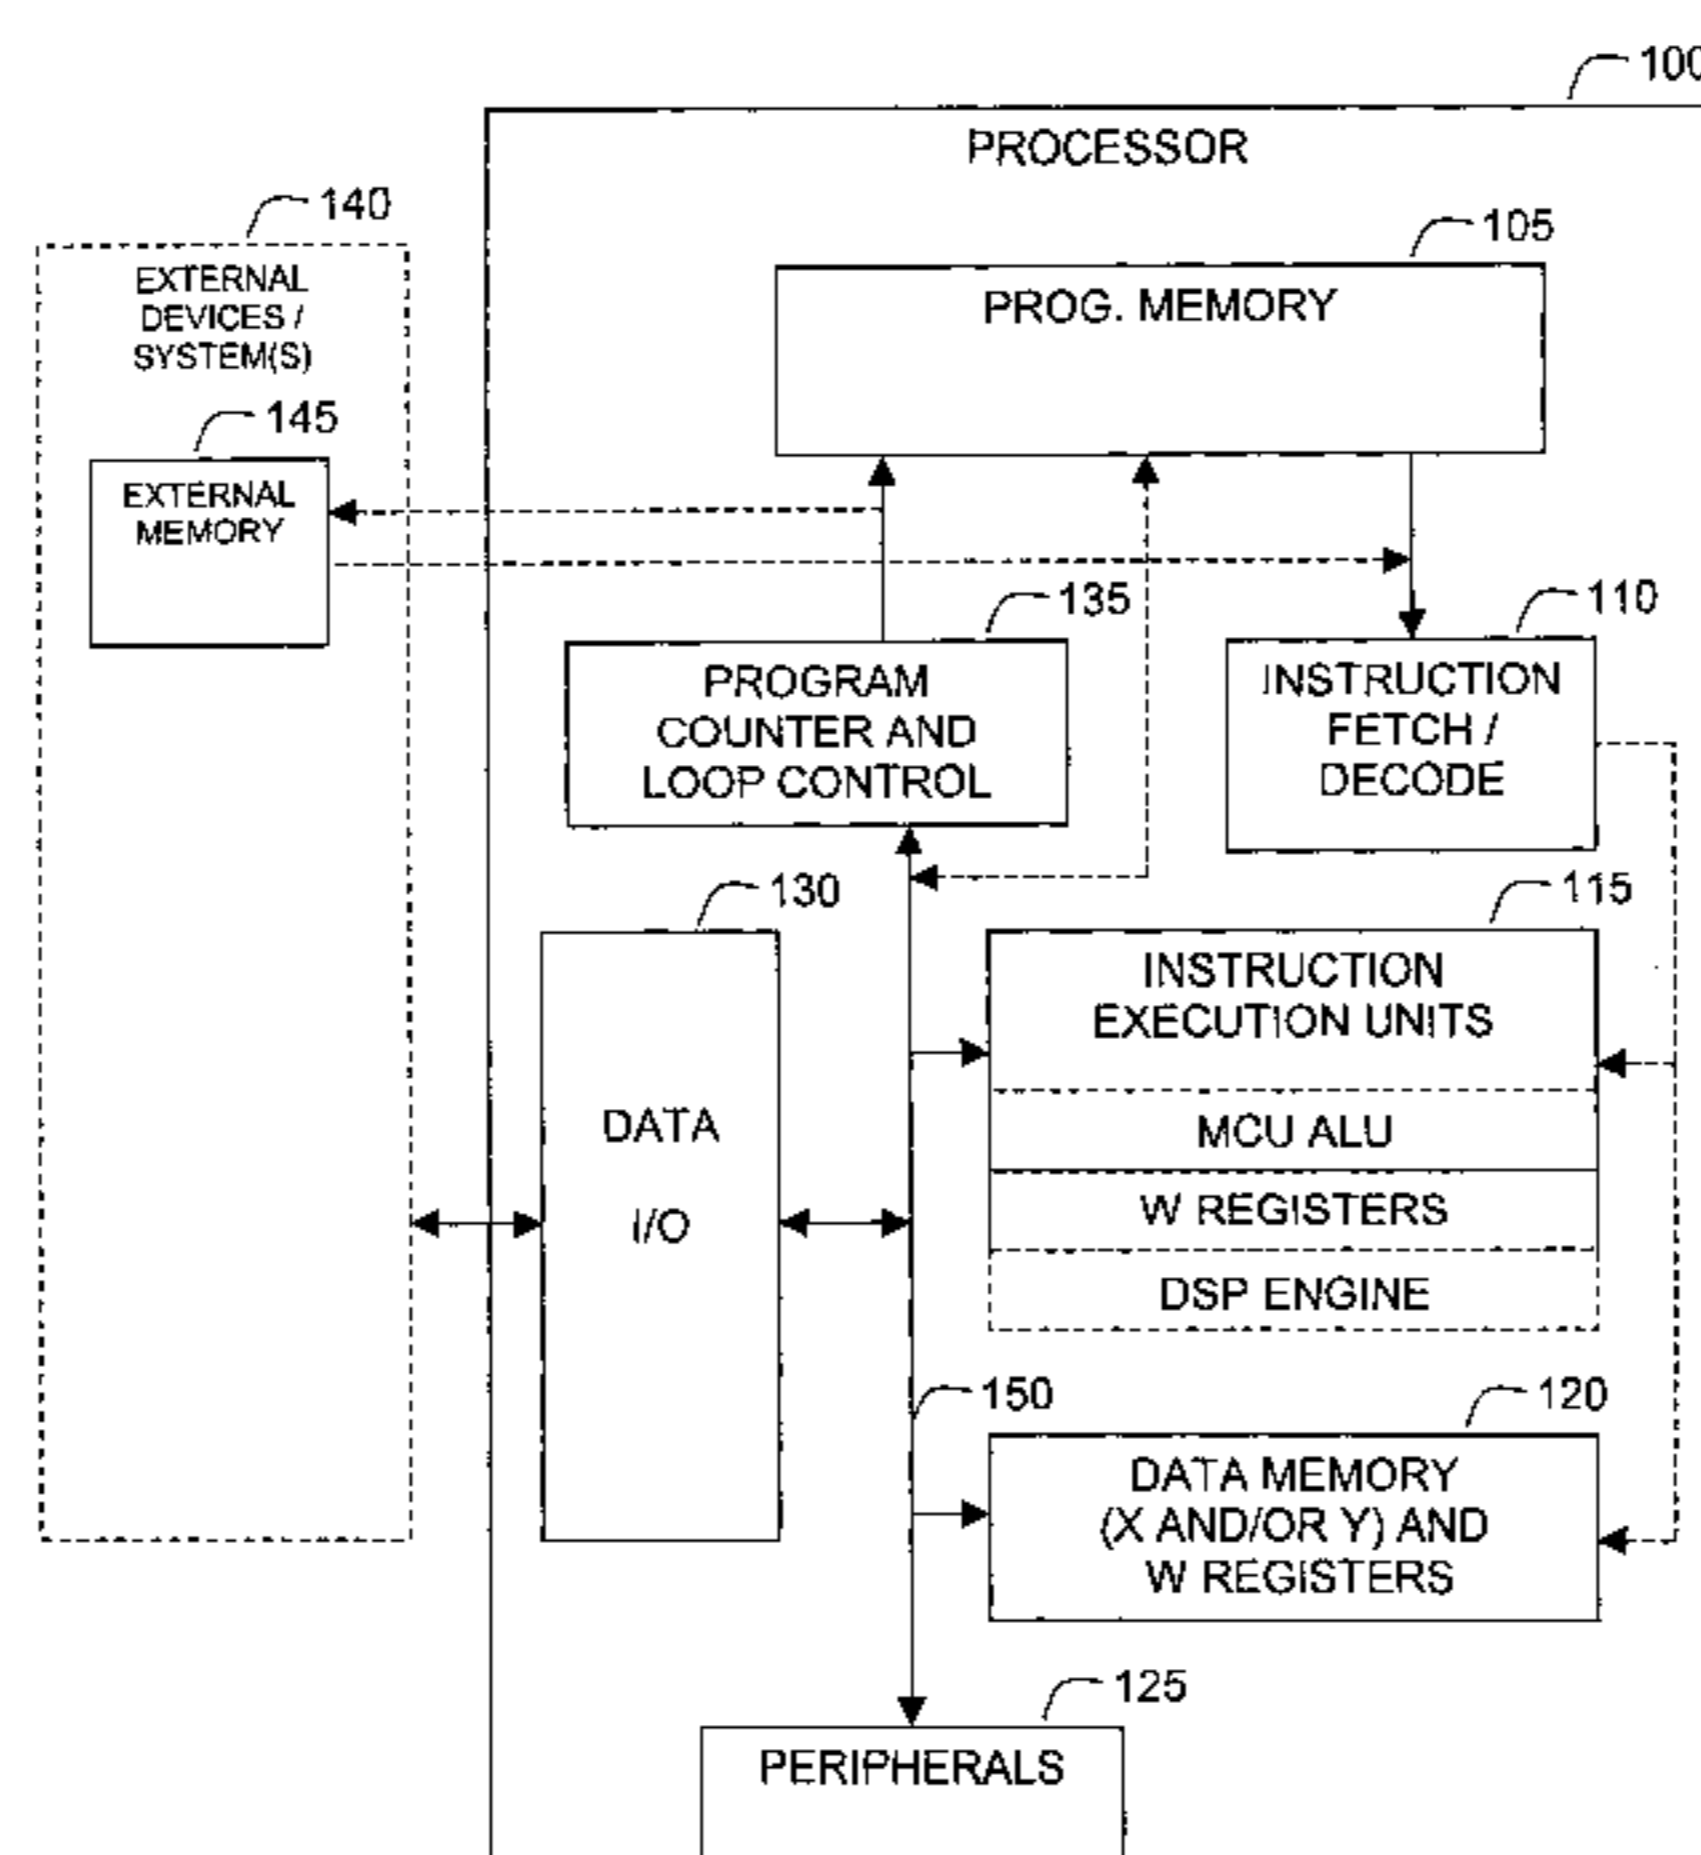 100
PROCESSOR
140
EXTERNAL
DEVICES /
SYSTEM(S)
105
PROG. MEMORY
145
EXTERNAL
MEMORY
135
PROGRAM
COUNTER AND
LOOP CONTROL
110
INSTRUCTION
FETCH /
DECODE
130
DATA
I/O
115
INSTRUCTION
EXECUTION UNITS
MCU ALU
W REGISTERS
DSP ENGINE
150
120
DATA MEMORY
(X AND/OR Y) AND
W REGISTERS
125
PERIPHERALS